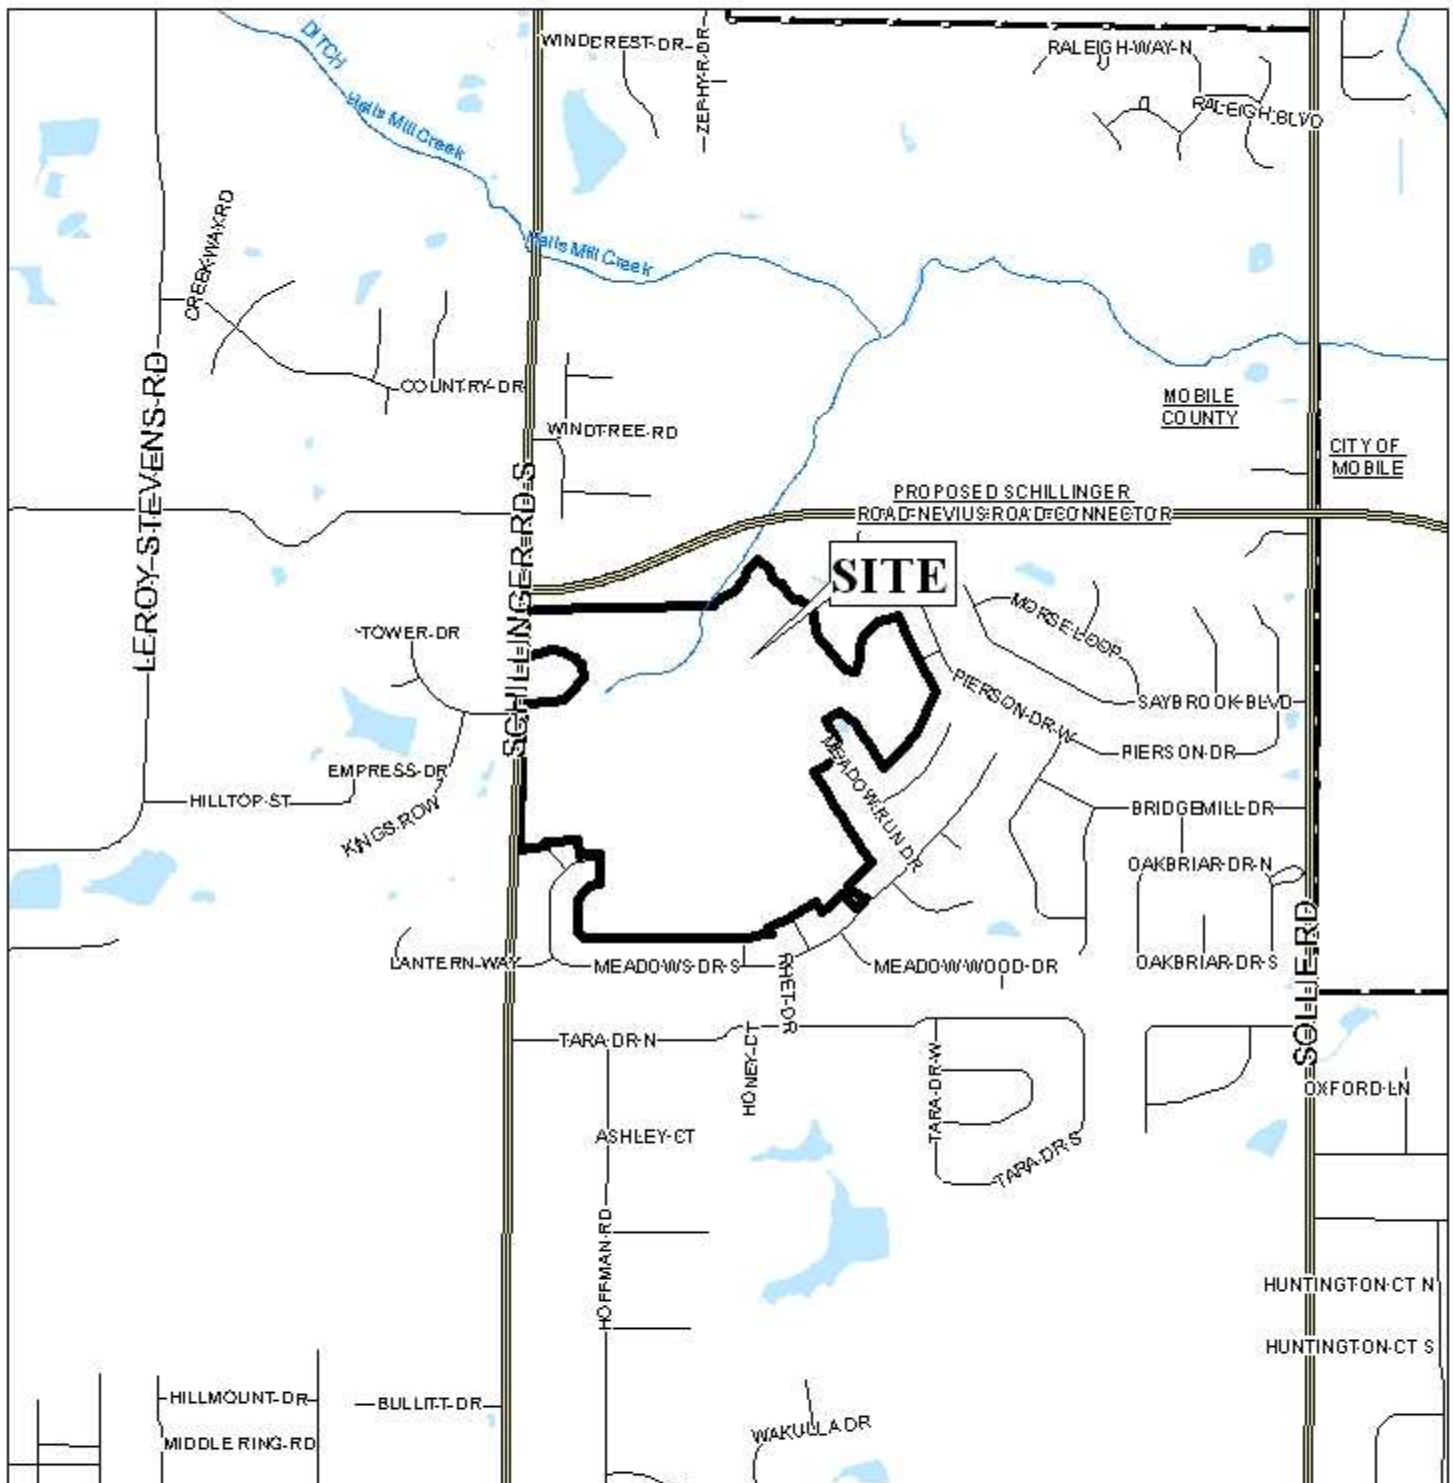 WINDCREST-DR
ZEPHYR-DR
RALEIGH-WAY-N
RALEIGH-BLVD
DITCH
Halls Mill Creek
Halls Mill Creek
CREEKWAY-RD
LEROY-STEVENS-RD
COUNTRY-DR
WINDTREE-RD
SCHILLINGER-RD-S
MOBILE
COUNTY
CITY OF
MOBILE
PROPOSED SCHILLINGER
ROAD-NEVIUS-ROAD-CONNECTOR
SITE
TOWER-DR
MORSE-LOOP
PIERSON-DR-W
SAYBROOK-BLVD
PIERSON-DR
EMPRESS-DR
HILLTOP-ST
KINGS-ROW
MEADOW-RUN DR
BRIDGEMILL-DR
OAKBRIAR-DR-N
LANTERN-WAY
MEADOWS-DR-S
RHET-DR
MEADOW-WOOD-DR
OAKBRIAR-DR-S
SOLLIE-RD
TARA-DR-N
HONEY-CT
TARA-DR-W
TARA-DR-S
OXFORD-LN
ASHLEY-CT
HOFFMAN-RD
HUNTINGTON-CT N
HUNTINGTON-CT S
HILLMOUNT-DR
BULLITT-DR
MIDDLE RING-RD
WAKULLA DR